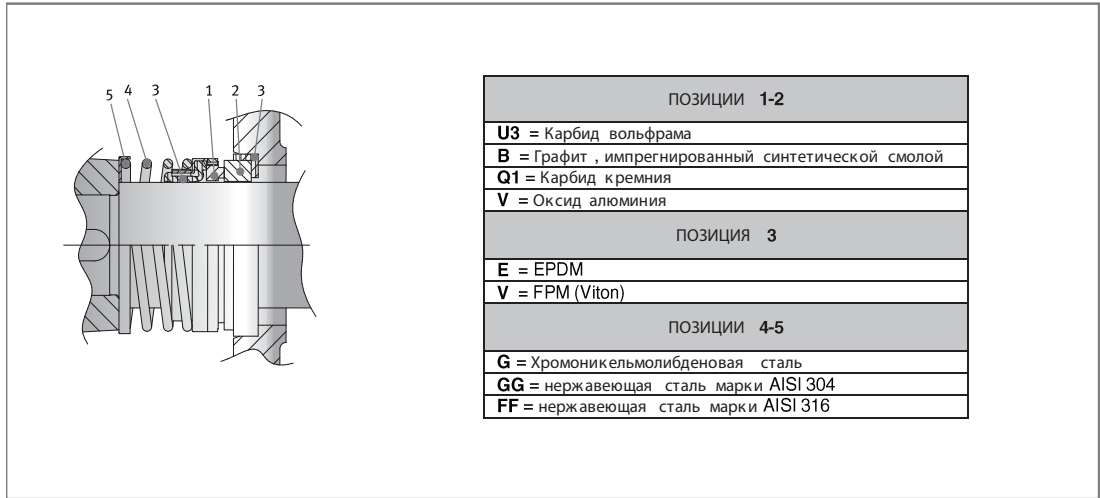 5 4 3 1 2 3
ПОЗИЦИИ 1-2
U3 = Карбид вольфрама
B = Графит , импрегнированный синтетической смолой
Q1 = Карбид кремния
V = Оксид алюминия
ПОЗИЦИЯ 3
E = EPDM
V = FPM (Viton)
ПОЗИЦИИ 4-5
G = Хромоникельмолибденовая сталь
GG = нержавеющая сталь марки AISI 304
FF = нержавеющая сталь марки AISI 316